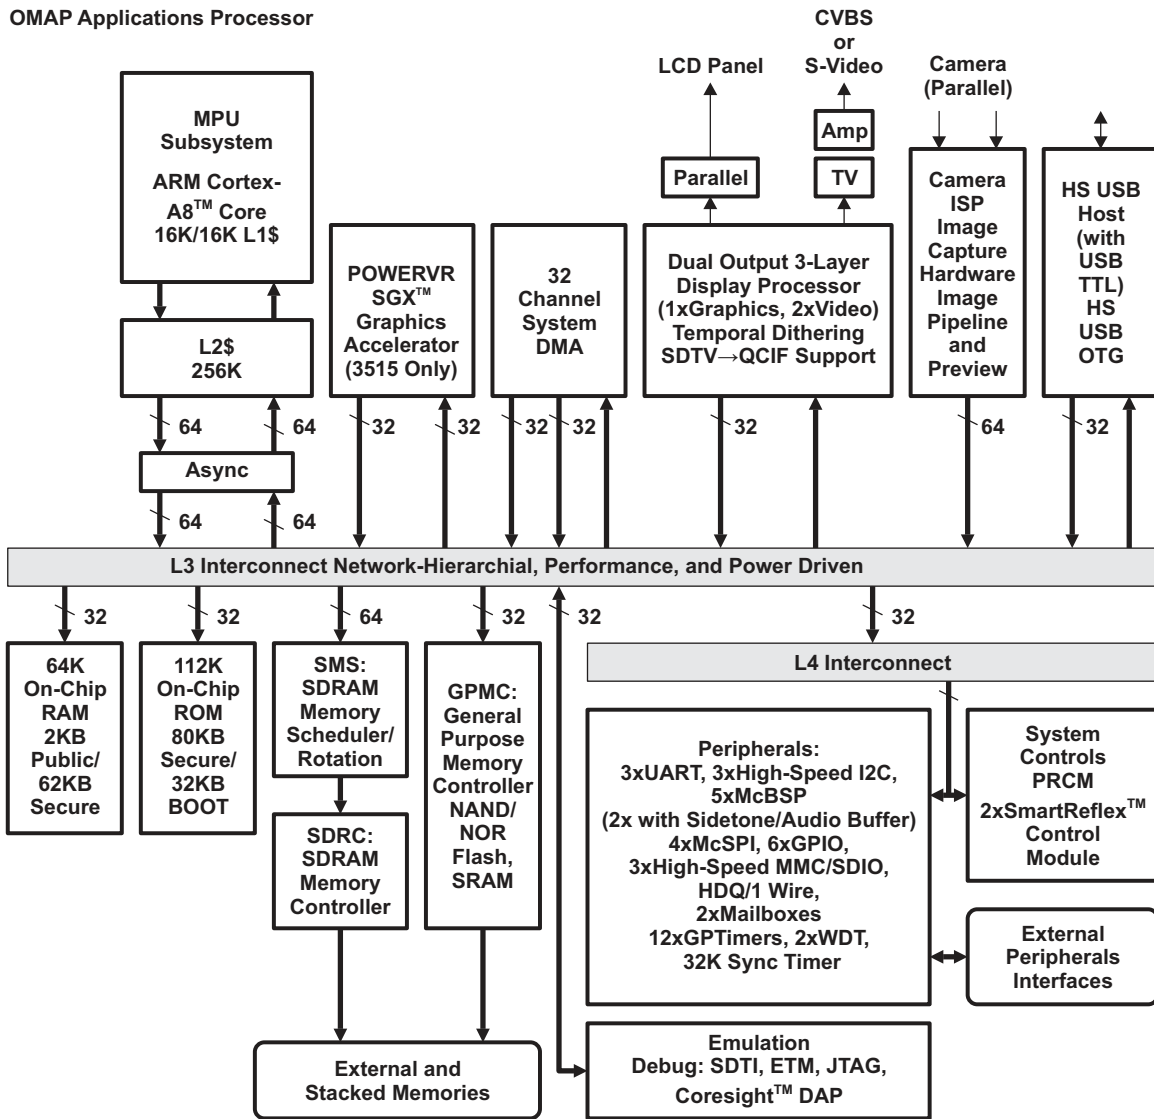 OMAP Applications Processor
CVBS
or
S-Video
LCD Panel
Camera
(Parallel)
Amp
Parallel
TV
MPU
Subsystem
ARM Cortex-
A8™ Core
16K/16K L1$
L2$
256K
64
64
Async
64
64
POWERVR
SGX™
Graphics
Accelerator
(3515 Only)
32
32
32
Channel
System
DMA
32
32
Dual Output 3-Layer
Display Processor
(1xGraphics, 2xVideo)
Temporal Dithering
SDTV→QCIF Support
32
Camera
ISP
Image
Capture
Hardware
Image
Pipeline
and
Preview
64
HS USB
Host
(with
USB
TTL)
HS
USB
OTG
32
L3 Interconnect Network-Hierarchial, Performance, and Power Driven
32
32
64
32
32
32
64K
On-Chip
RAM
2KB
Public/
62KB
Secure
112K
On-Chip
ROM
80KB
Secure/
32KB
BOOT
SMS:
SDRAM
Memory
Scheduler/
Rotation
SDRC:
SDRAM
Memory
Controller
GPMC:
General
Purpose
Memory
Controller
NAND/
NOR
Flash,
SRAM
L4 Interconnect
Peripherals:
3xUART, 3xHigh-Speed I2C,
5xMcBSP
(2x with Sidetone/Audio Buffer)
4xMcSPI, 6xGPIO,
3xHigh-Speed MMC/SDIO,
HDQ/1 Wire,
2xMailboxes
12xGPTimers, 2xWDT,
32K Sync Timer
System
Controls
PRCM
2xSmartReflex™
Control
Module
External
Peripherals
Interfaces
External and
Stacked Memories
Emulation
Debug: SDTI, ETM, JTAG,
Coresight™ DAP